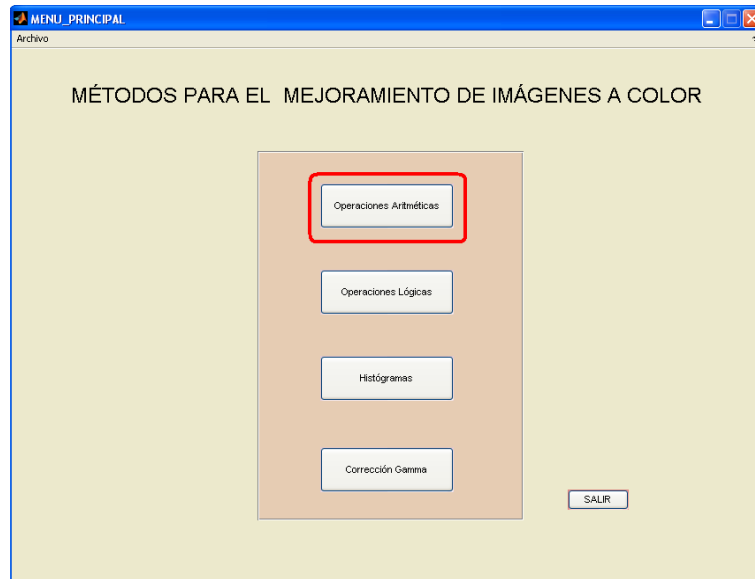 MENU_PRINCIPAL
Archivo
MÉTODOS PARA EL MEJORAMIENTO DE IMÁGENES A COLOR
Operaciones Aritméticas
Operaciones Lógicas
Histógramas
Corrección Gamma
SALIR